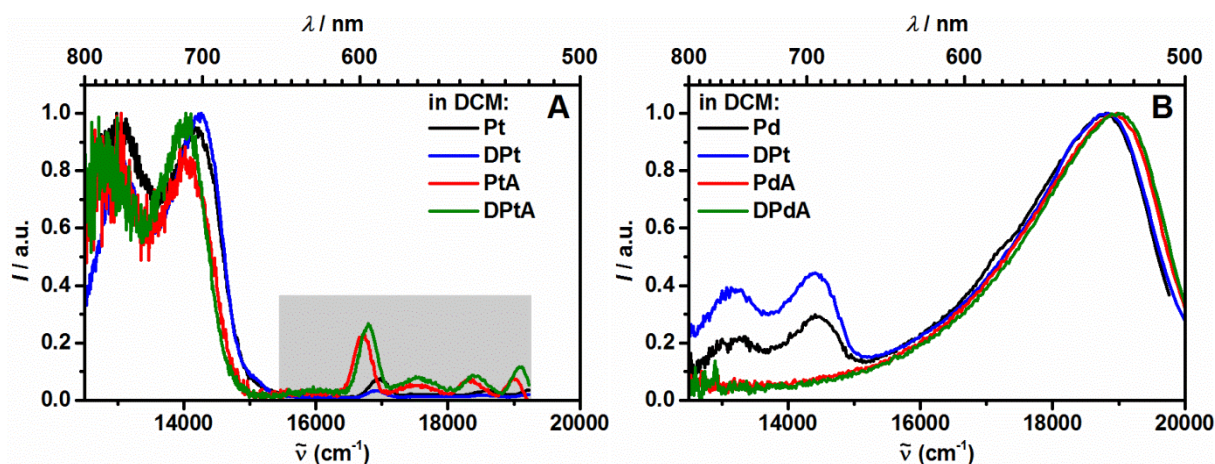 λ / nm
800 700 600 500
A
in DCM:
Pt
DPt
PtA
DPtA
1.0
0.8
0.6
0.4
0.2
0.0
I / a.u.
14000 16000 18000 20000
ṽ (cm⁻¹)
λ / nm
800 700 600 500
B
in DCM:
Pd
DPt
PdA
DPdA
1.0
0.8
0.6
0.4
0.2
0.0
I / a.u.
14000 16000 18000 20000
ṽ (cm⁻¹)